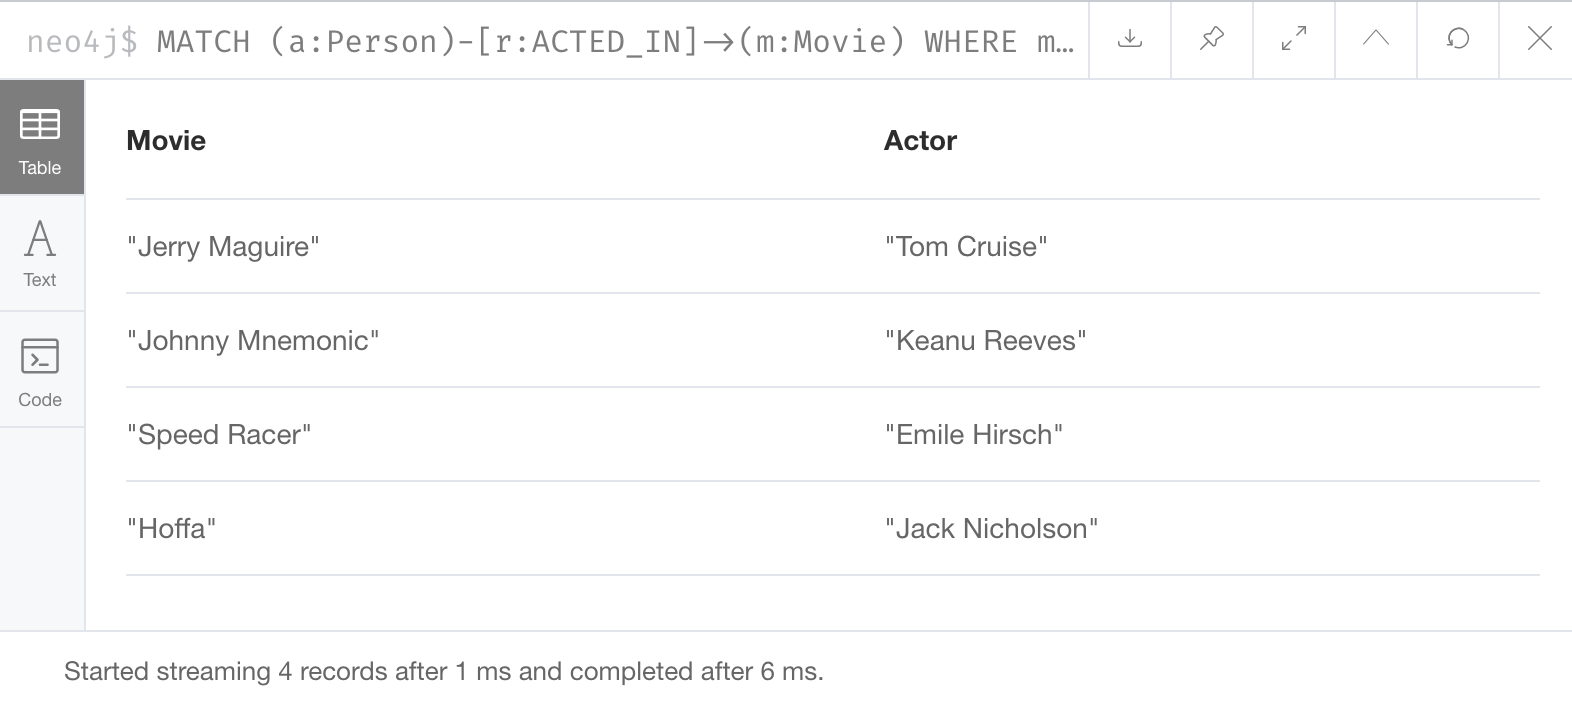 neo4j$ MATCH (a:Person)-[r:ACTED_IN]→(m:Movie) WHERE m…
Table
Text
Code
Movie Actor
"Jerry Maguire" "Tom Cruise"
"Johnny Mnemonic" "Keanu Reeves"
"Speed Racer" "Emile Hirsch"
"Hoffa" "Jack Nicholson"
Started streaming 4 records after 1 ms and completed after 6 ms.